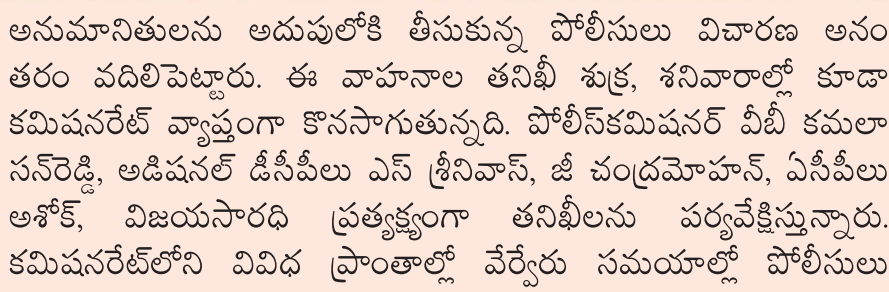 అనుమానితులను అదుపులోకి తీసుకున్న పోలీసులు విచారణ అనం
తరం వదిలిపెట్టారు. ఈ వాహనాల తనిఖీ శుక్ర, శనివారాల్లో కూడా
కమిషనరేట్ వ్యాప్తంగా కొనసాగుతున్నది. పోలీస్‌కమిషనర్ వీబీ కమలా
సన్‌రెడ్డి, అడిషనల్ డీసీపీలు ఎస్ శ్రీనివాస్, జీ చంద్రమోహన్, ఏసీపీలు
అశోక్, విజయసారధి ప్రత్యక్ష్యంగా తనిఖీలను పర్యవేక్షిస్తున్నారు.
కమిషనరేట్‌లోని వివిధ ప్రాంతాల్లో వేర్వేరు సమయాల్లో పోలీసులు